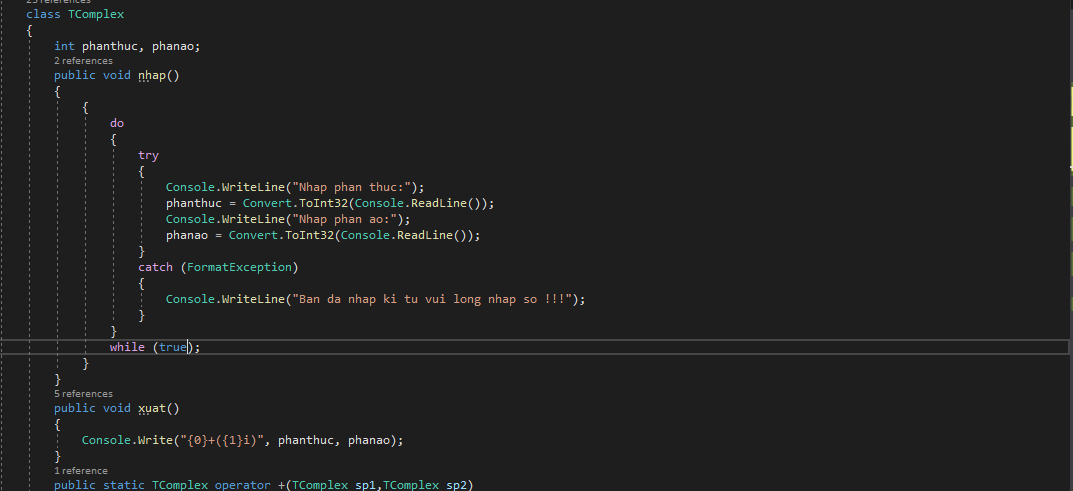 25 references
class TComplex
{
int phanthuc, phanao;
2 references
public void nhap()
{
{
do
{
try
{
Console.WriteLine("Nhap phan thuc:");
phanthuc = Convert.ToInt32(Console.ReadLine());
Console.WriteLine("Nhap phan ao:");
phanao = Convert.ToInt32(Console.ReadLine());
}
catch (FormatException)
{
Console.WriteLine("Ban da nhap ki tu vui long nhap so !!!");
}
}
while (true);
}
}
5 references
public void xuat()
{
Console.Write("{0}+({1}i)", phanthuc, phanao);
}
1 reference
public static TComplex operator +(TComplex sp1,TComplex sp2)